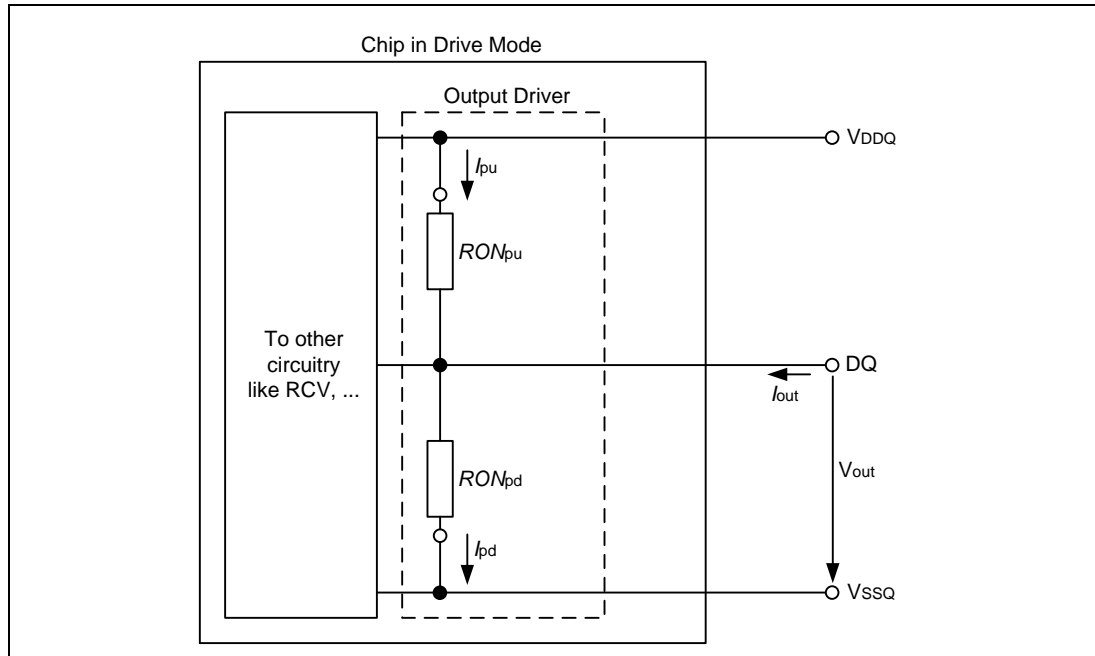 Chip in Drive Mode
Output Driver
VDDQ
Ipu
RONpu
To other
circuitry
like RCV, ...
DQ
Iout
RONpd
Vout
Ipd
VSSQ